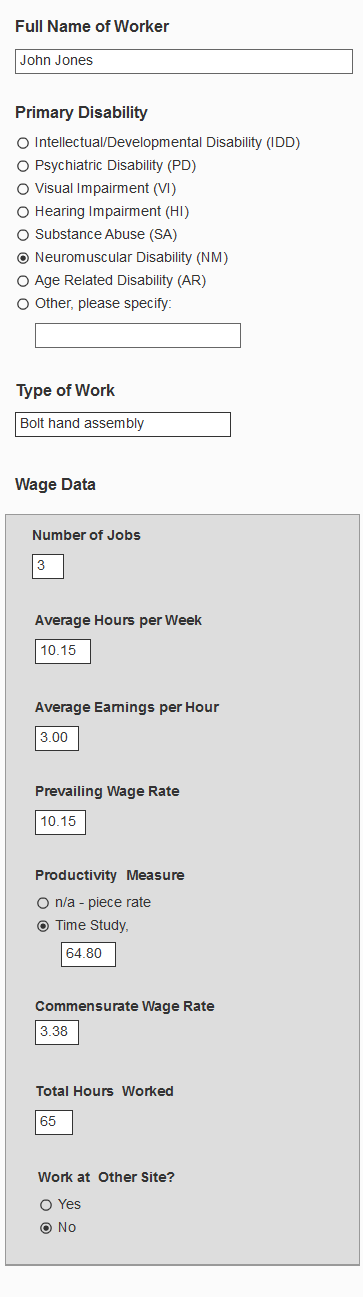 Full Name of Worker
John Jones
Primary Disability
Intellectual/Developmental Disability (IDD)
Psychiatric Disability (PD)
Visual Impairment (VI)
Hearing Impairment (HI)
Substance Abuse (SA)
Neuromuscular Disability (NM)
Age Related Disability (AR)
Other, please specify:
Type of Work
Bolt hand assembly
Wage Data
Number of Jobs
3
Average Hours per Week
10.15
Average Earnings per Hour
3.00
Prevailing Wage Rate
10.15
Productivity Measure
n/a - piece rate
Time Study,
64.80
Commensurate Wage Rate
3.38
Total Hours Worked
65
Work at Other Site?
Yes
No